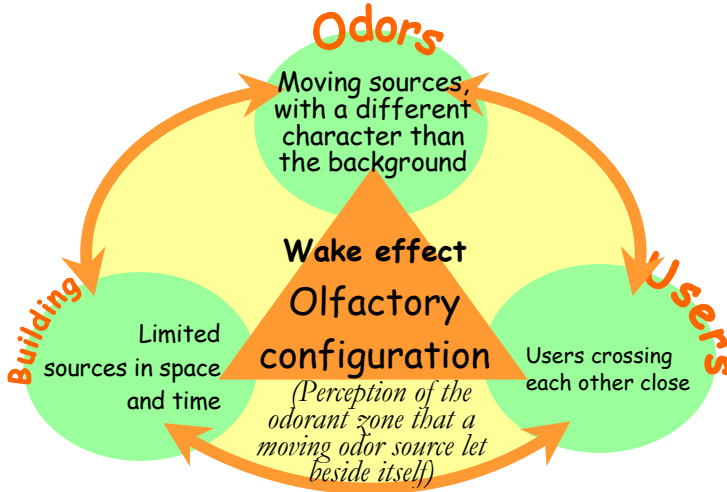 Odors
Moving sources,
with a different
character than
the background
Wake effect
Olfactory
configuration
(Perception of the
odorant zone that a
moving odor source let
beside itself)
Building
Limited
sources in space
and time
Users
Users crossing
each other close